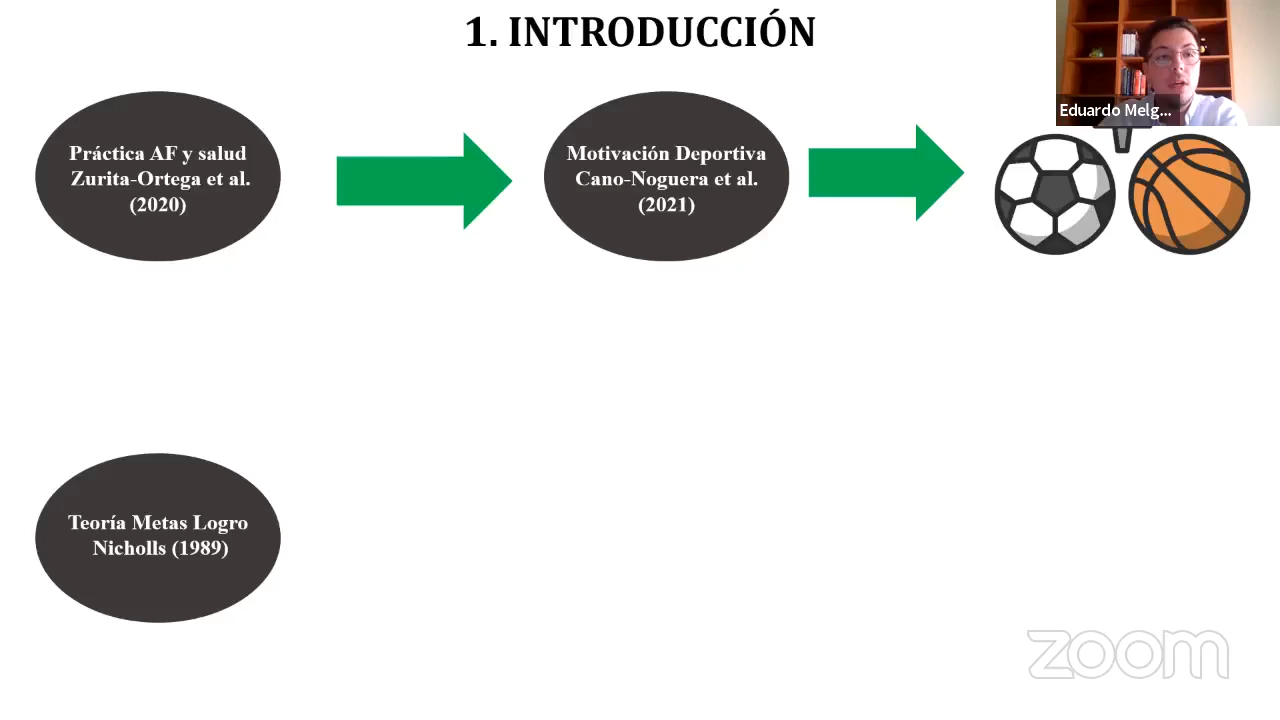 1. INTRODUCCIÓN
Eduardo Melg...
Práctica AF y salud
Zurita-Ortega et al.
(2020)
Motivación Deportiva
Cano-Noguera et al.
(2021)
Teoría Metas Logro
Nicholls (1989)
zoom